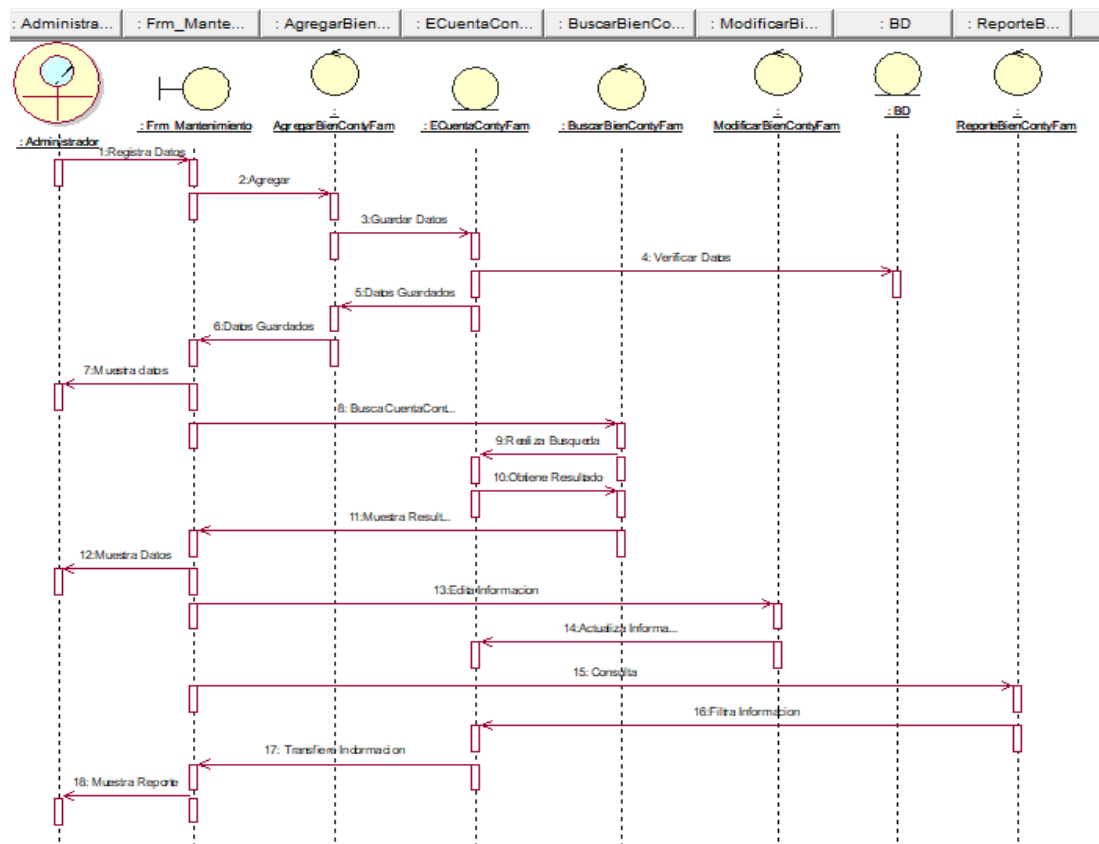 : Administra...
: Frm_Mante...
: AgregarBien...
: ECuentaCon...
: BuscarBienCo...
: ModificarBi...
: BD
: ReporteB...
: Administrador
: Frm Mantenimiento
: AgregarBienContyFam
: ECuentaContyFam
: BuscarBienContyFam
: ModificarBienContyFam
: BD
: ReporteBienContyFam
1:Registra Datos
2:Agregar
3:Guardar Datos
4: Verificar Datos
5:Datos Guardados
6:Datos Guardados
7:Muestra datos
8: BuscaCuentaCont...
9:Realiza Busqueda
10:Obtiene Resultado
11:Muestra Result...
12:Muestra Datos
13:Edita Informacion
14:Actualiza Informa...
15: Consulta
16:Filtra Informacion
17: Transfiere Indormacion
18: Muestra Reporte